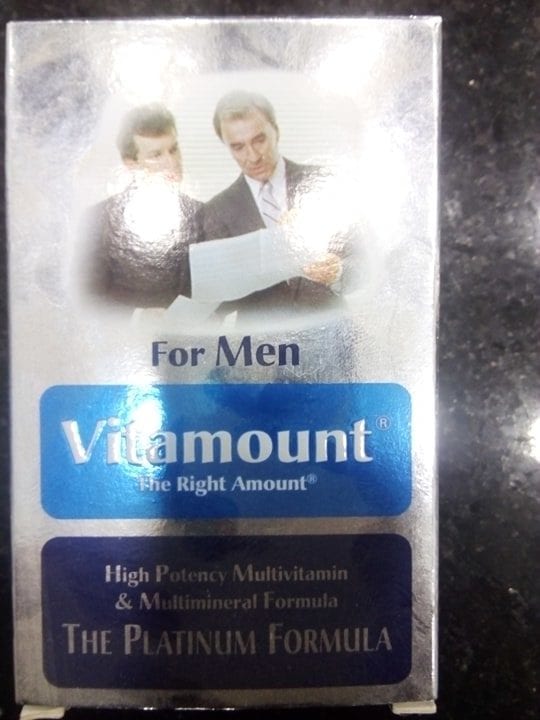 For Men
Vitamount®
The Right Amount®
High Potency Multivitamin
& Multimineral Formula
THE PLATINUM FORMULA